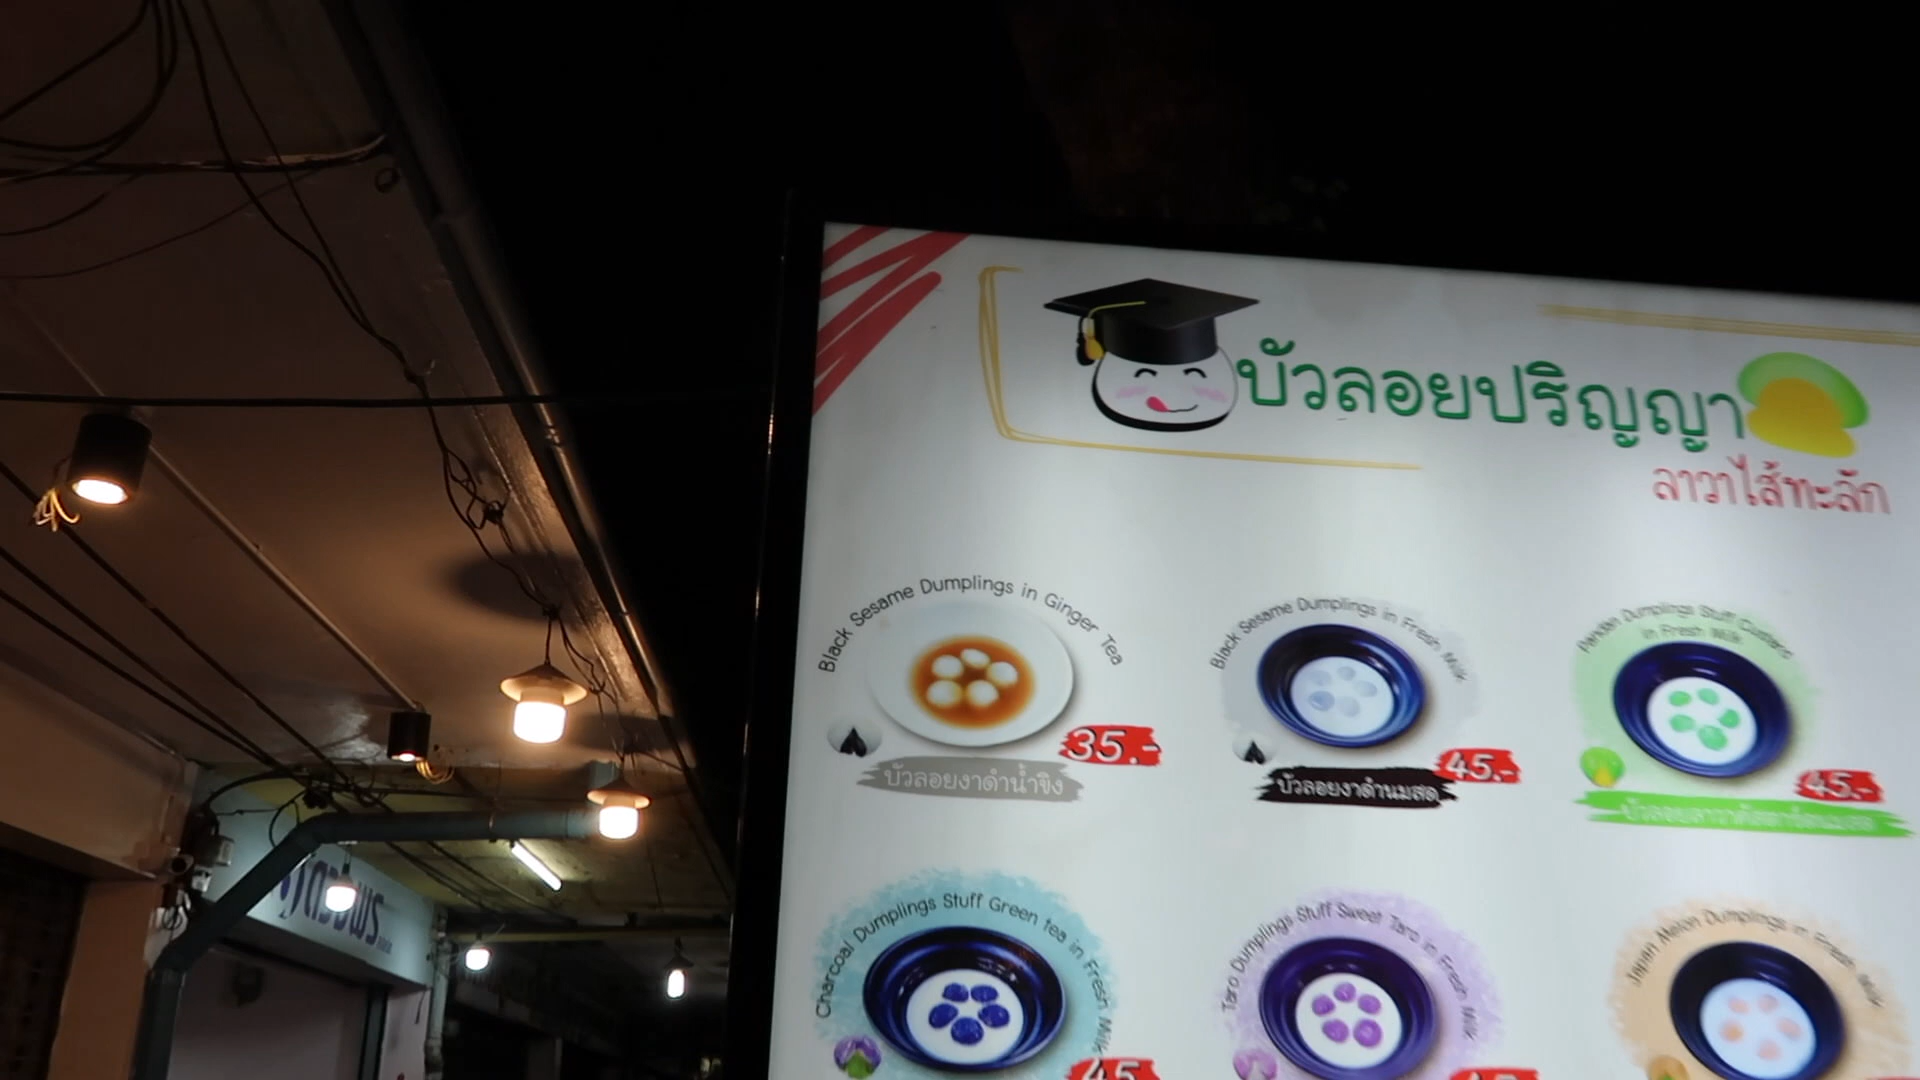 บัวลอยปริญญา
ลาวาไส้ทะลัก
Black Sesame Dumplings in Ginger Tea
35.-
บัวลอยงาดำน้ำขิง
Black Sesame Dumplings in Fresh Milk
45.-
บัวลอยงาดำนมสด
Pandan Dumplings Stuff Custard
in Fresh Milk
45.-
Charcoal Dumplings Stuff Green tea in Fresh Milk
45
Taro Dumplings Stuff Sweet Taro in Fresh Milk
Japan Melon Dumplings in Fresh Milk